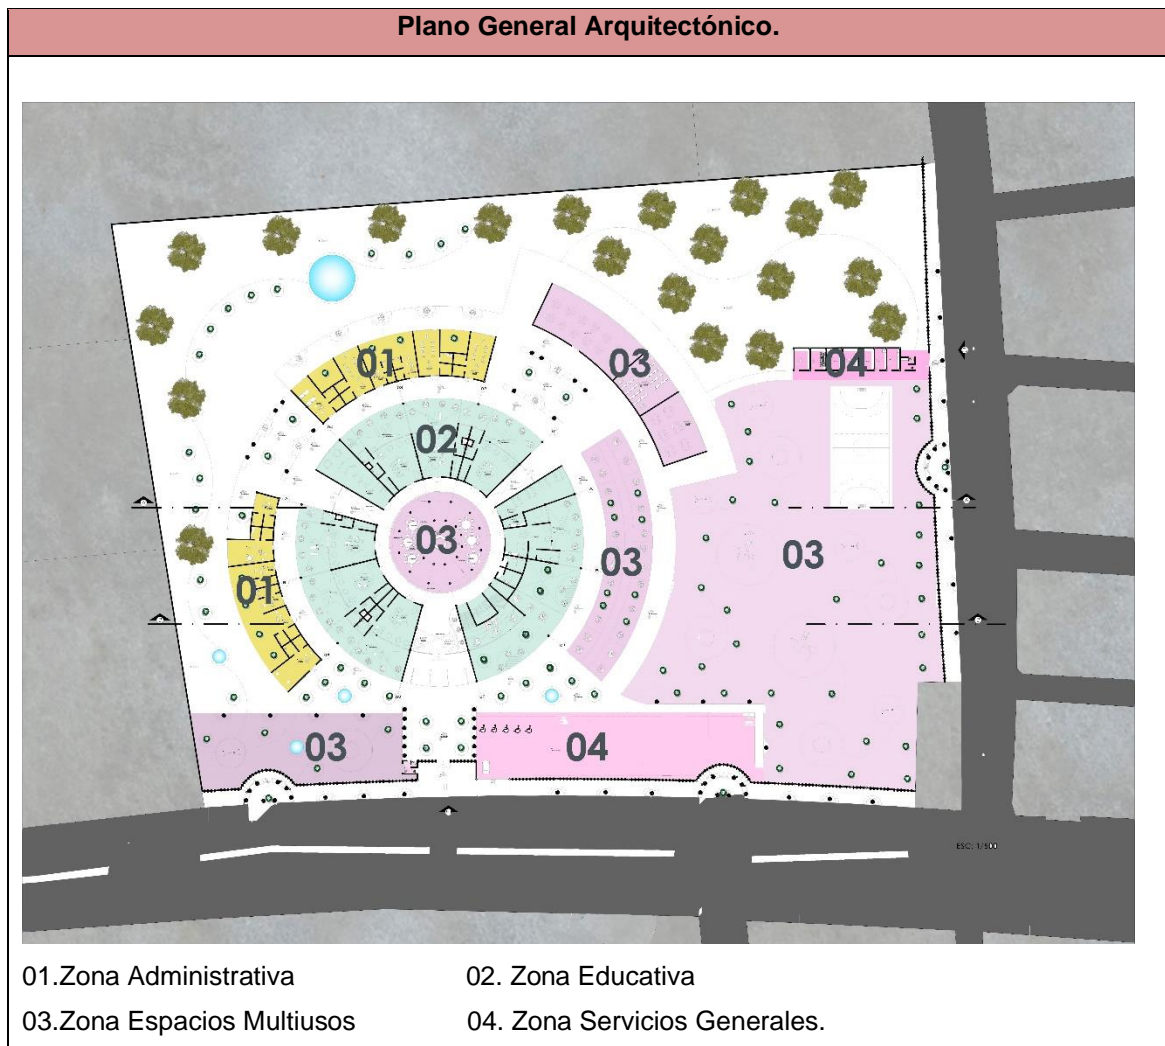 Plano General Arquitectónico.
03
01
04
02
03
03
03
01
03
03
04
ESC: 1/500
01.Zona Administrativa 02. Zona Educativa
03.Zona Espacios Multiusos 04. Zona Servicios Generales.